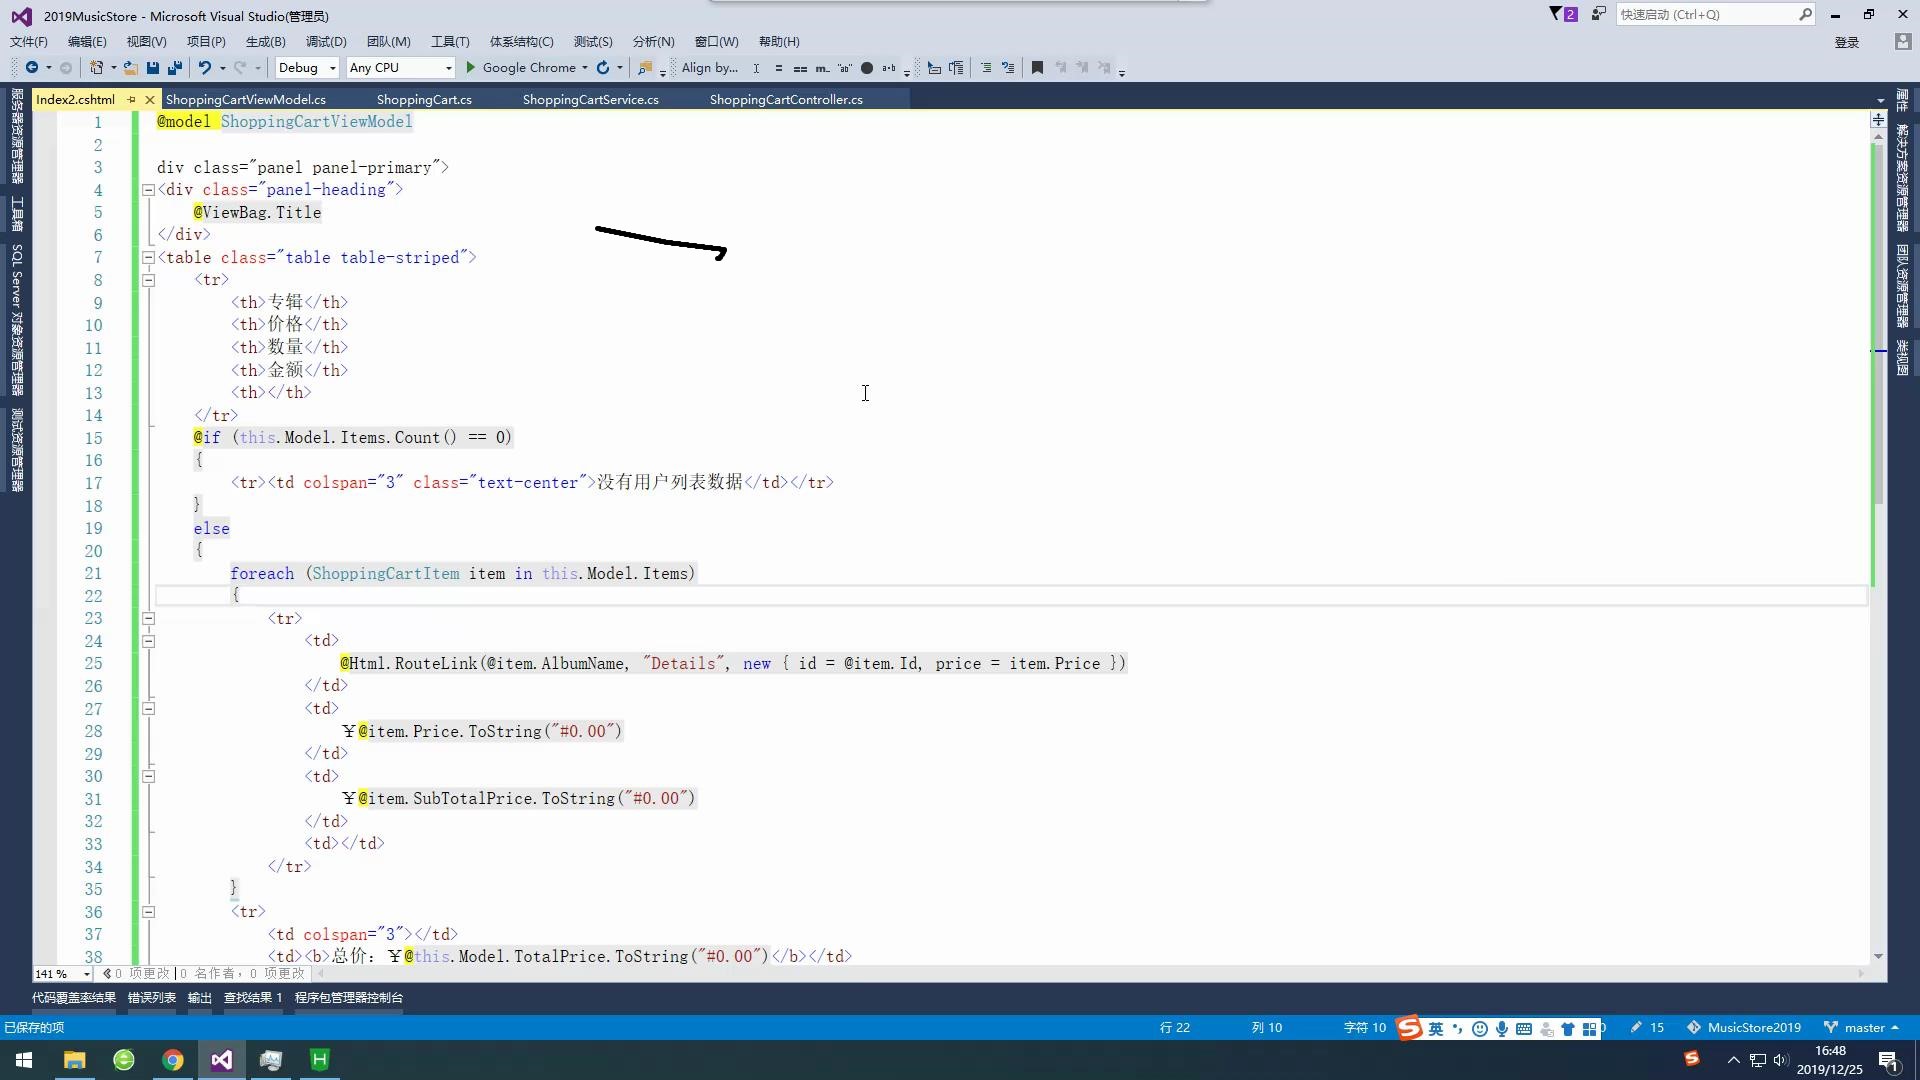 2019MusicStore - Microsoft Visual Studio(管理员)
2
快速启动 (Ctrl+Q)
文件(F) 编辑(E) 视图(V) 项目(P) 生成(B) 调试(D) 团队(M) 工具(T) 体系结构(C) 测试(S) 分析(N) 窗口(W) 帮助(H)
登录
Debug Any CPU Google Chrome Align by...
Index2.cshtml ShoppingCartViewModel.cs ShoppingCart.cs ShoppingCartService.cs ShoppingCartController.cs
服务器资源管理器
工具箱
SQL Server 对象资源管理器
测试资源管理器
属性
解决方案资源管理器
团队资源管理器
类视图
1 @model ShoppingCartViewModel
2
3 div class="panel panel-primary">
4 <div class="panel-heading">
5 @ViewBag.Title
6 </div>
7 <table class="table table-striped">
8 <tr>
9 <th>专辑</th>
10 <th>价格</th>
11 <th>数量</th>
12 <th>金额</th>
13 <th></th>
14 </tr>
15 @if (this.Model.Items.Count() == 0)
16 {
17 <tr><td colspan="3" class="text-center">没有用户列表数据</td></tr>
18 }
19 else
20 {
21 foreach (ShoppingCartItem item in this.Model.Items)
22 {
23 <tr>
24 <td>
25 @Html.RouteLink(@item.AlbumName, "Details", new { id = @item.Id, price = item.Price })
26 </td>
27 <td>
28 ￥@item.Price.ToString("#0.00")
29 </td>
30 <td>
31 ￥@item.SubTotalPrice.ToString("#0.00")
32 </td>
33 <td></td>
34 </tr>
35 }
36 <tr>
37 <td colspan="3"></td>
38 <td><b>总价：￥@this.Model.TotalPrice.ToString("#0.00")</b></td>
141 % 0 项更改 | 0 名作者，0 项更改
代码覆盖率结果 错误列表 输出 查找结果 1 程序包管理器控制台
已保存的项 行 22 列 10 字符 10 英 0 15 MusicStore2019 master
16:48
2019/12/25
1